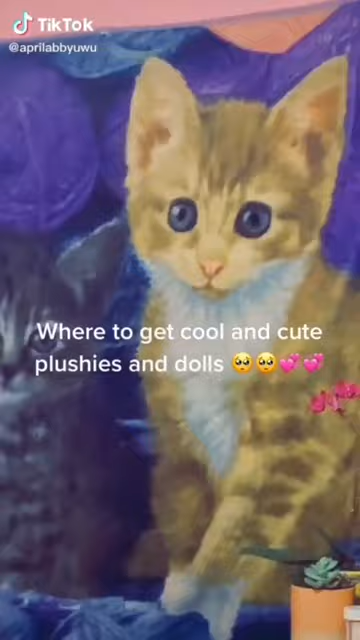 TikTok
@aprilabbyuwu
Where to get cool and cute
plushies and dolls 🥺🥺💞💞